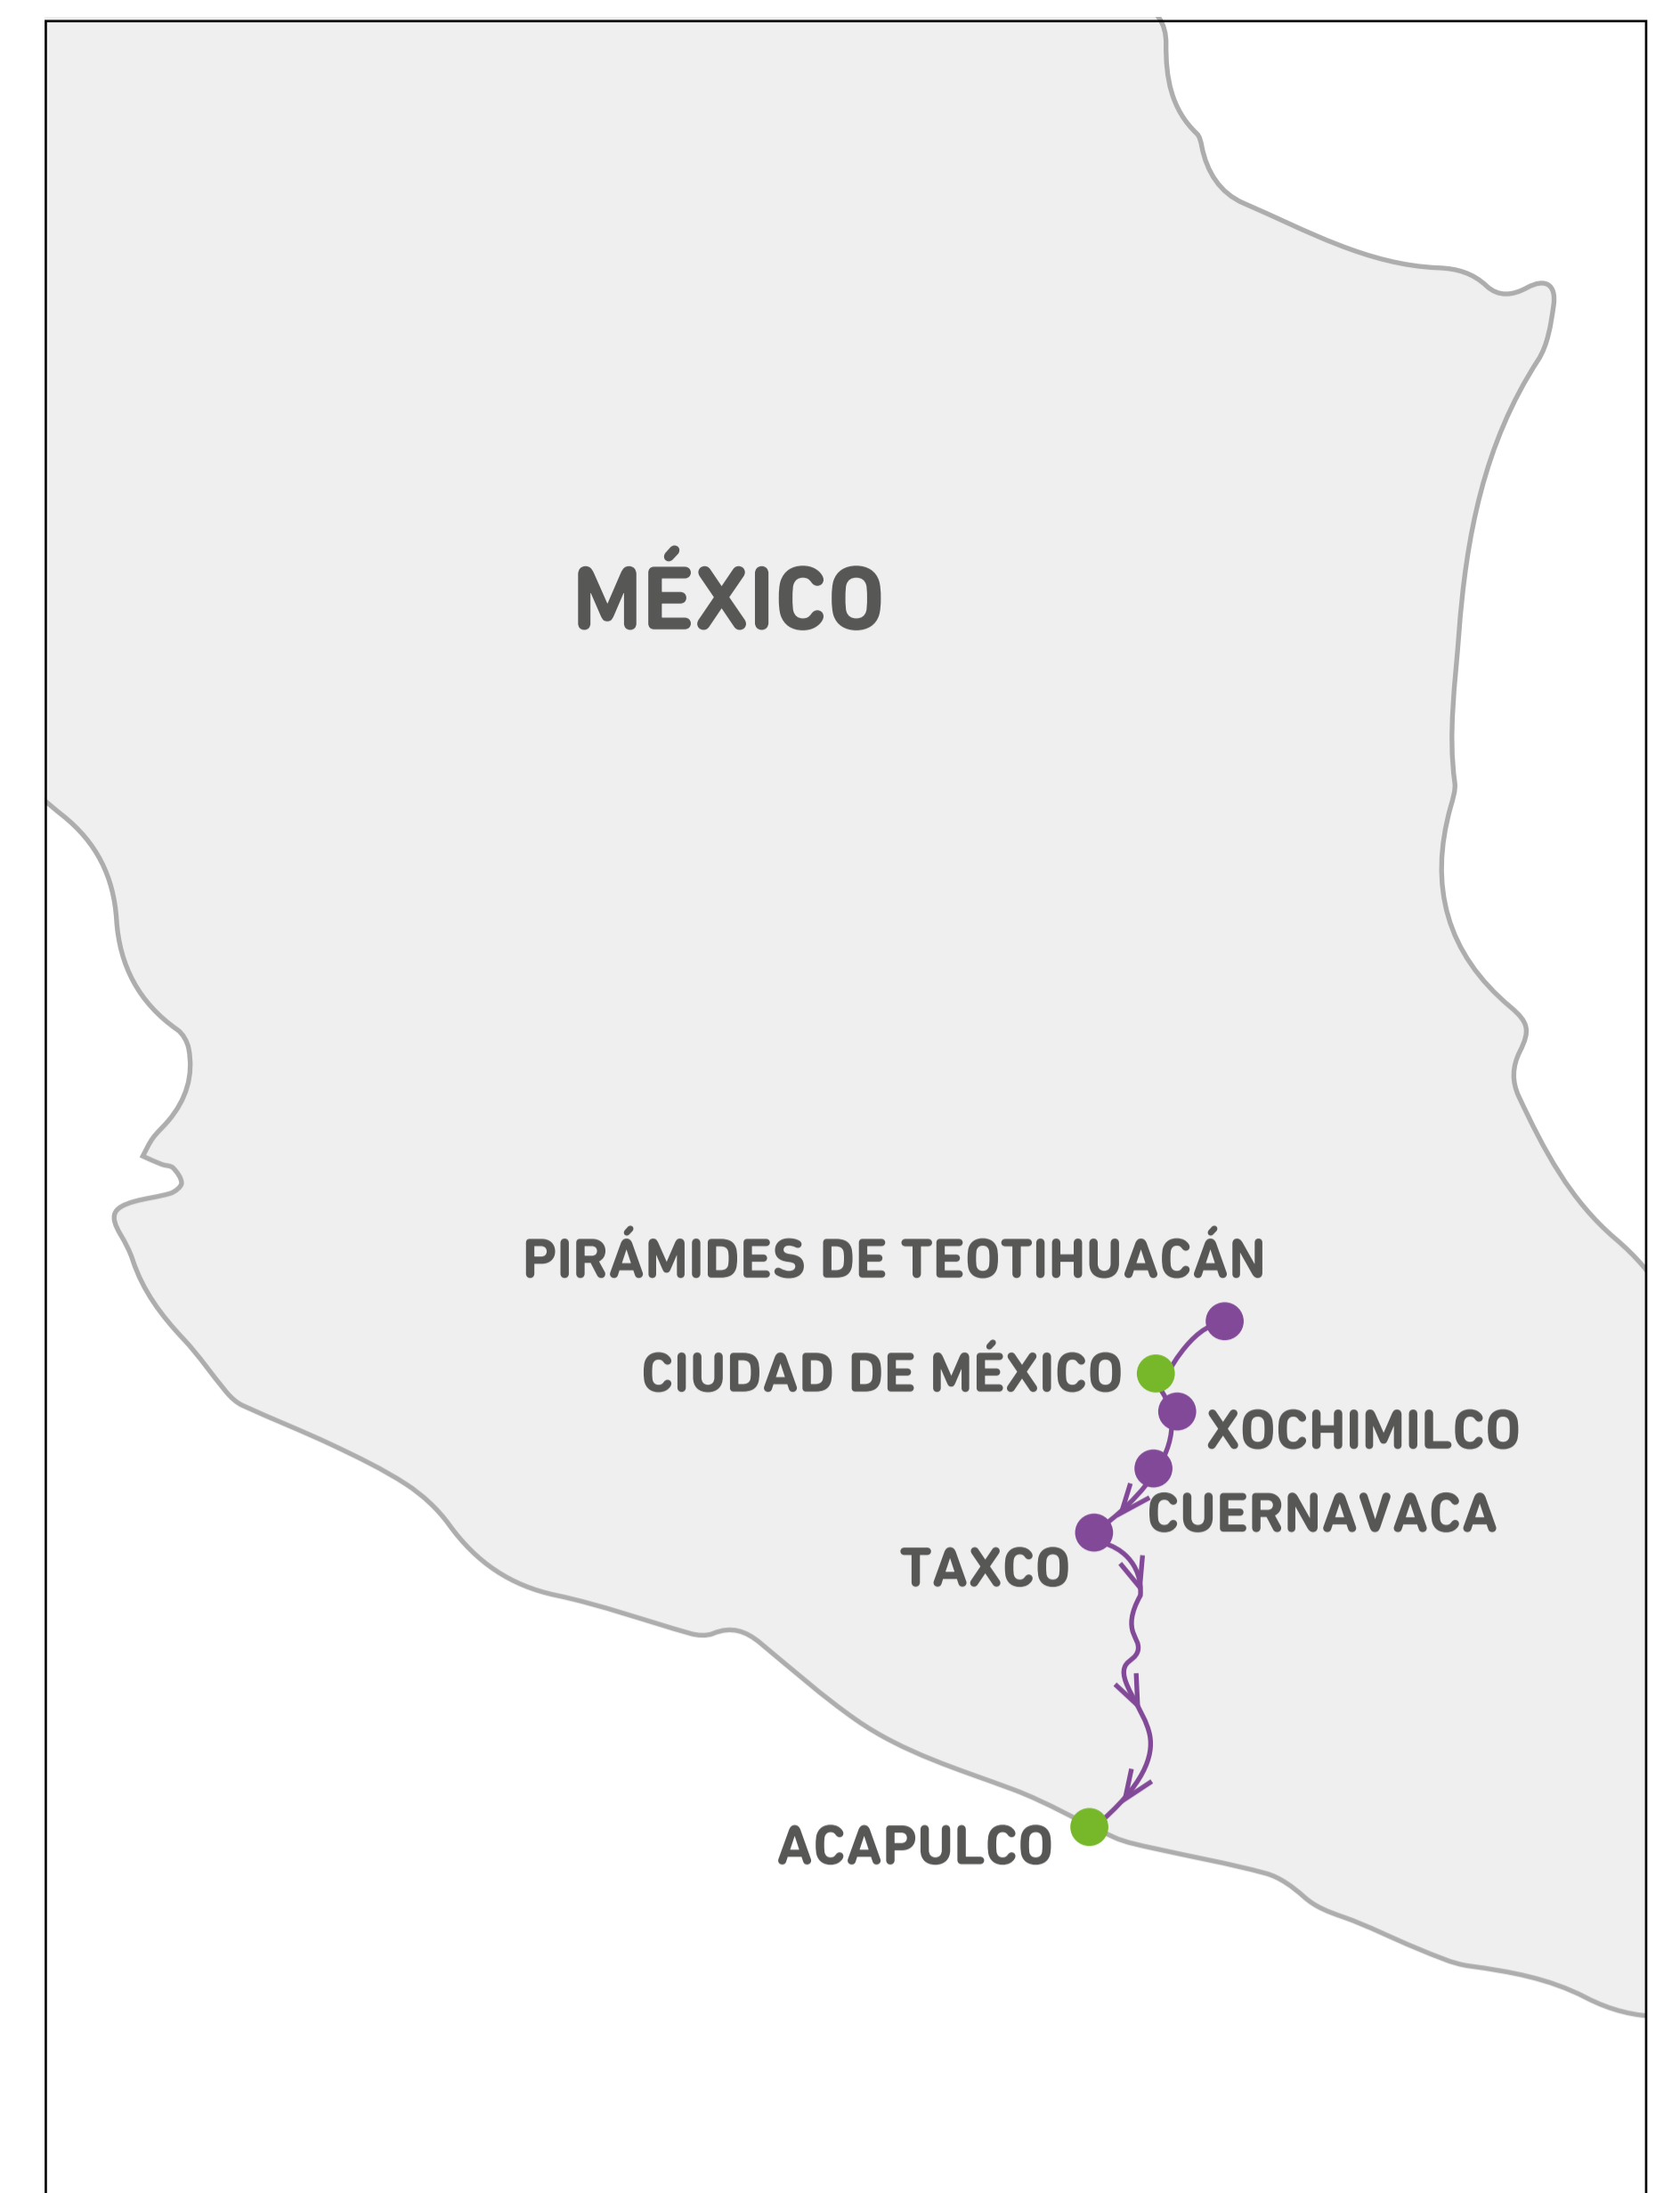 MÉXICO
PIRÁMIDES DE TEOTIHUACÁN
CIUDAD DE MÉXICO
XOCHIMILCO
CUERNAVACA
TAXCO
ACAPULCO